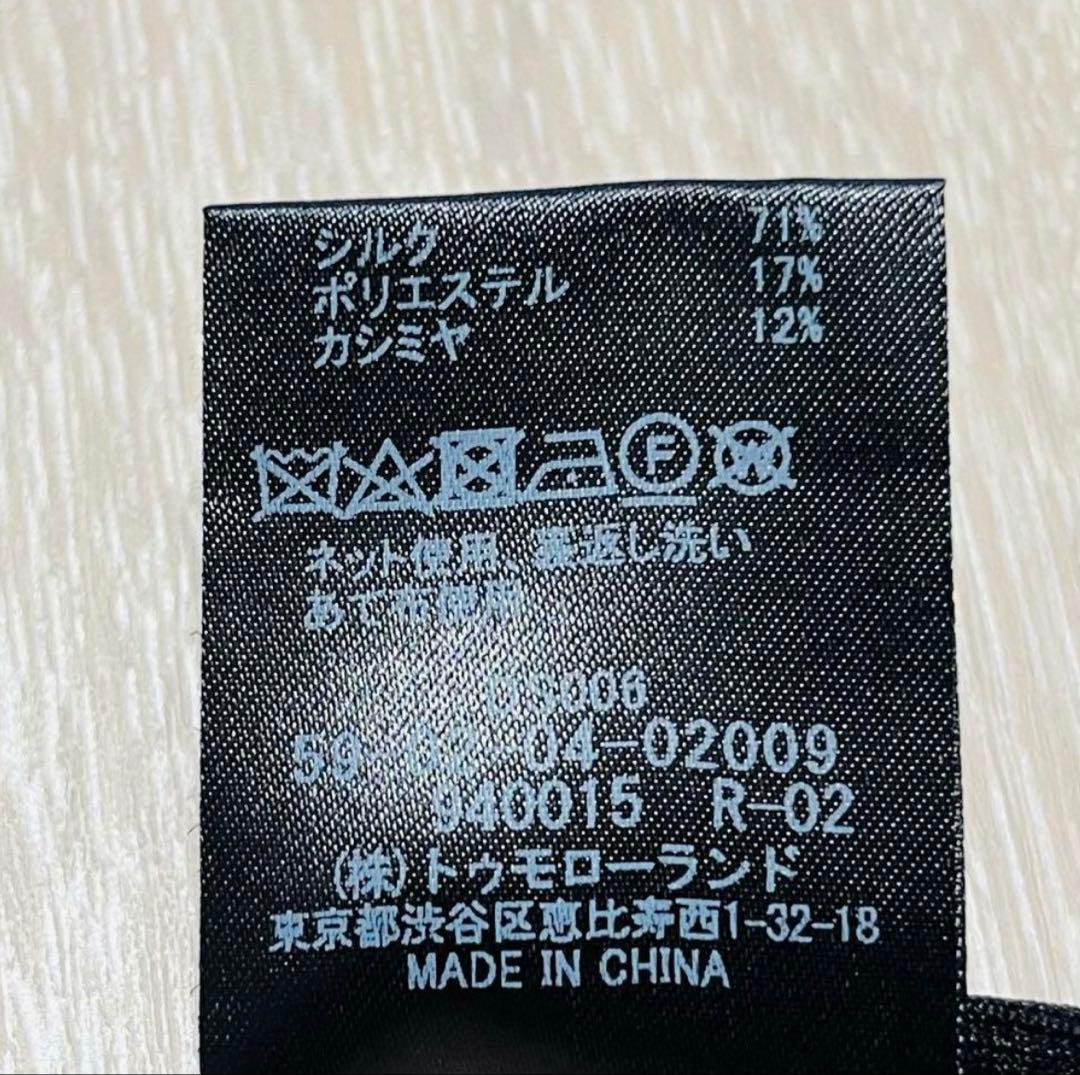 シルク 71%
ポリエステル 17%
カシミヤ 12%
F W
ネット使用、裏返し洗い
あて布使用
03006
59-02-04-02009
940015 R-02
(株)トゥモローランド
東京都渋谷区恵比寿西1-32-18
MADE IN CHINA